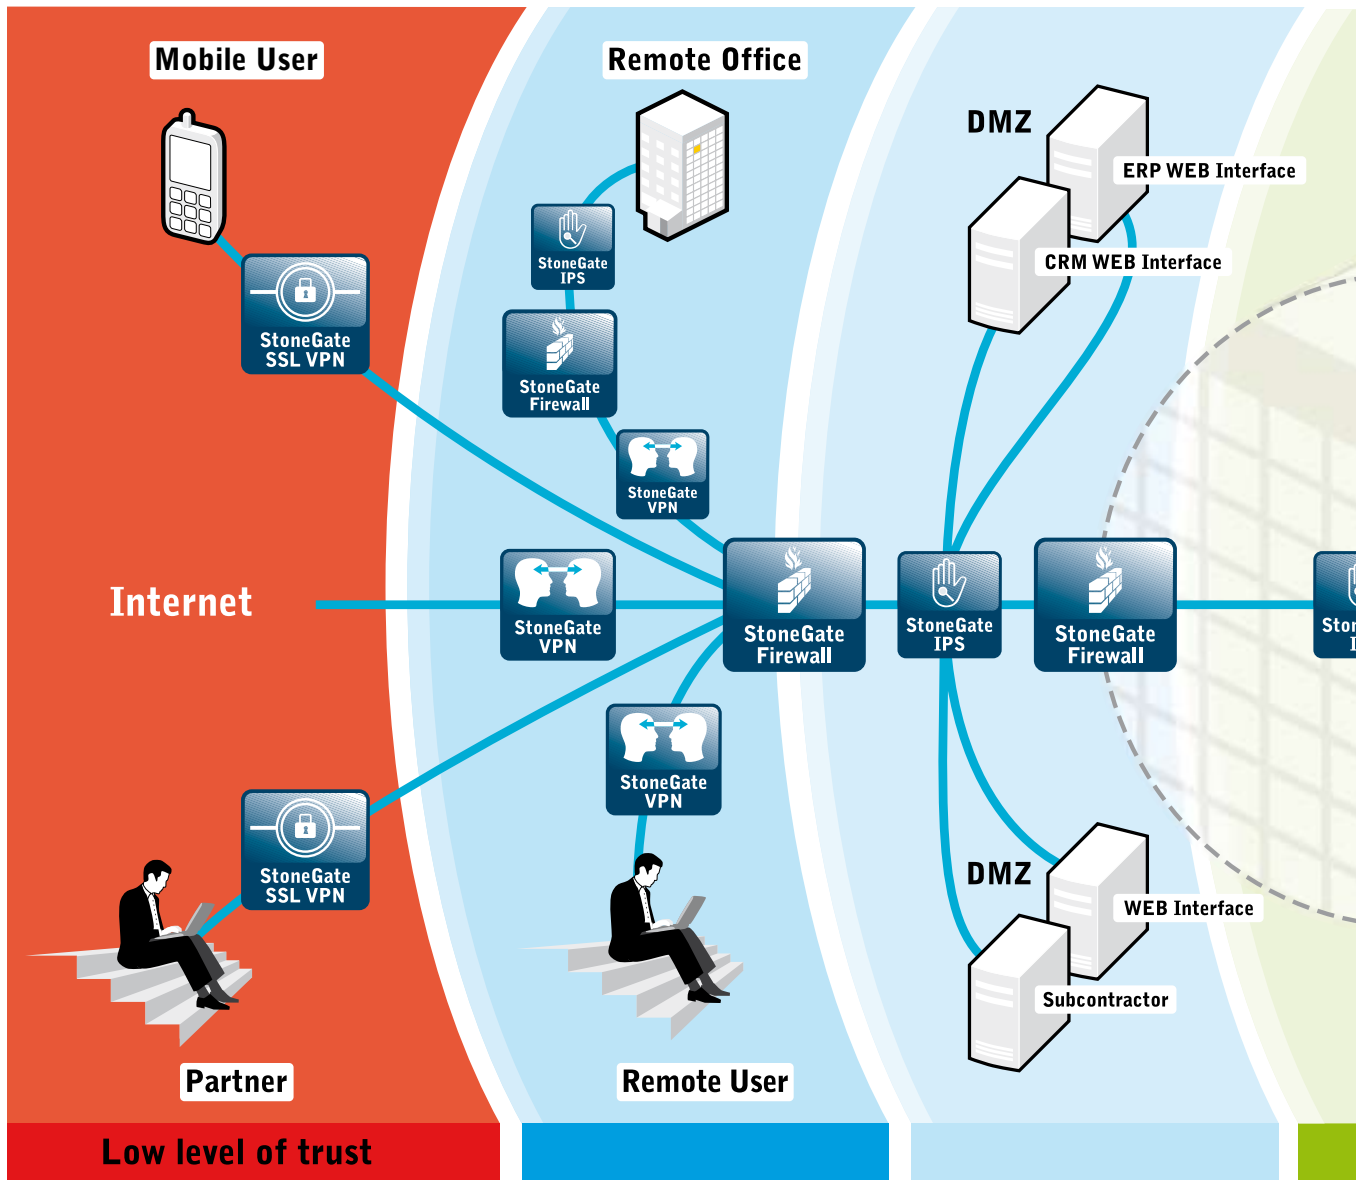 Mobile User
Remote Office
DMZ
ERP WEB Interface
CRM WEB Interface
StoneGate
IPS
StoneGate
SSL VPN
StoneGate
Firewall
StoneGate
VPN
Internet
StoneGate
VPN
StoneGate
Firewall
StoneGate
IPS
StoneGate
Firewall
StoneGate
VPN
StoneGate
SSL VPN
DMZ
WEB Interface
Subcontractor
Partner
Remote User
Low level of trust